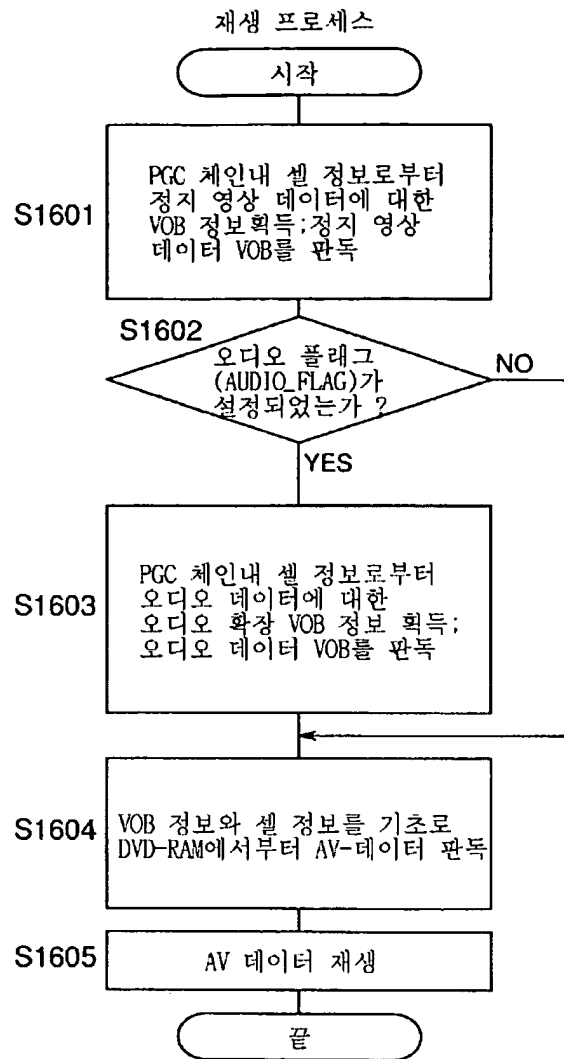 재생 프로세스
시작
S1601
PGC 체인내 셀 정보로부터
정지 영상 데이터에 대한
VOB 정보획득;정지 영상
데이터 VOB를 판독
S1602
오디오 플래그
(AUDIO_FLAG)가
설정되었는가 ?
NO
YES
S1603
PGC 체인내 셀 정보로부터
오디오 데이터에 대한
오디오 확장 VOB 정보 획득;
오디오 데이터 VOB를 판독
S1604
VOB 정보와 셀 정보를 기초로
DVD-RAM에서부터 AV-데이터 판독
S1605
AV 데이터 재생
끝